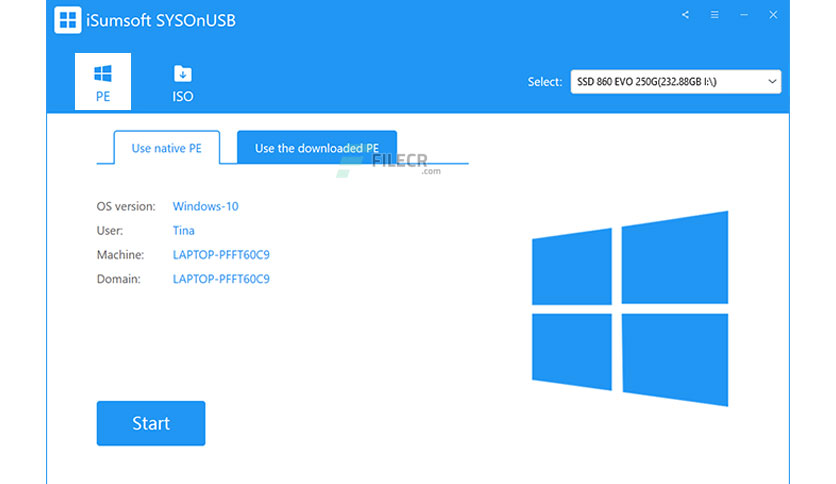 iSumsoft SYSOnUSB
PE
ISO
Select:
SSD 860 EVO 250G(232.88GB I:\)
Use native PE
Use the downloaded PE
FILECR
.com
OS version: Windows-10
User: Tina
Machine: LAPTOP-PFFT60C9
Domain: LAPTOP-PFFT60C9
Start